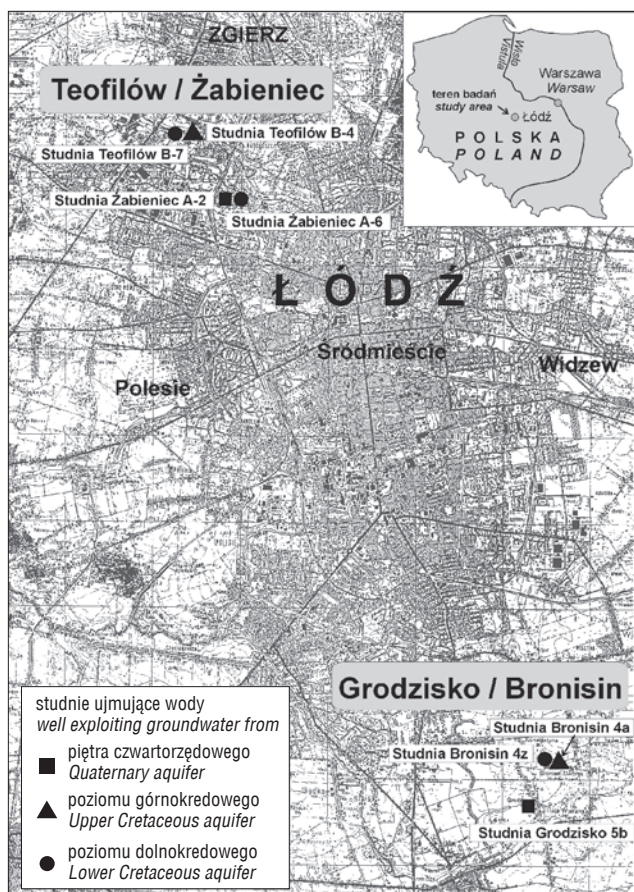 ZGIERZ
Teofilów / Żabieniec
Studnia Teofilów B-4
Studnia Teofilów B-7
Studnia Żabieniec A-2
Studnia Żabieniec A-6
Wisła
Vistula
Warszawa
Warsaw
teren badań
study area
Łódź
POLSKA
POLAND
ŁÓDŹ
Śródmieście
Polesie
Widzew
Grodzisko / Bronisin
Studnia Bronisin 4a
Studnia Bronisin 4z
Studnia Grodzisko 5b
studnie ujmujące wody
well exploiting groundwater from
piętra czwartorzędowego
Quaternary aquifer
poziomu górnokredowego
Upper Cretaceous aquifer
poziomu dolnokredowego
Lower Cretaceous aquifer